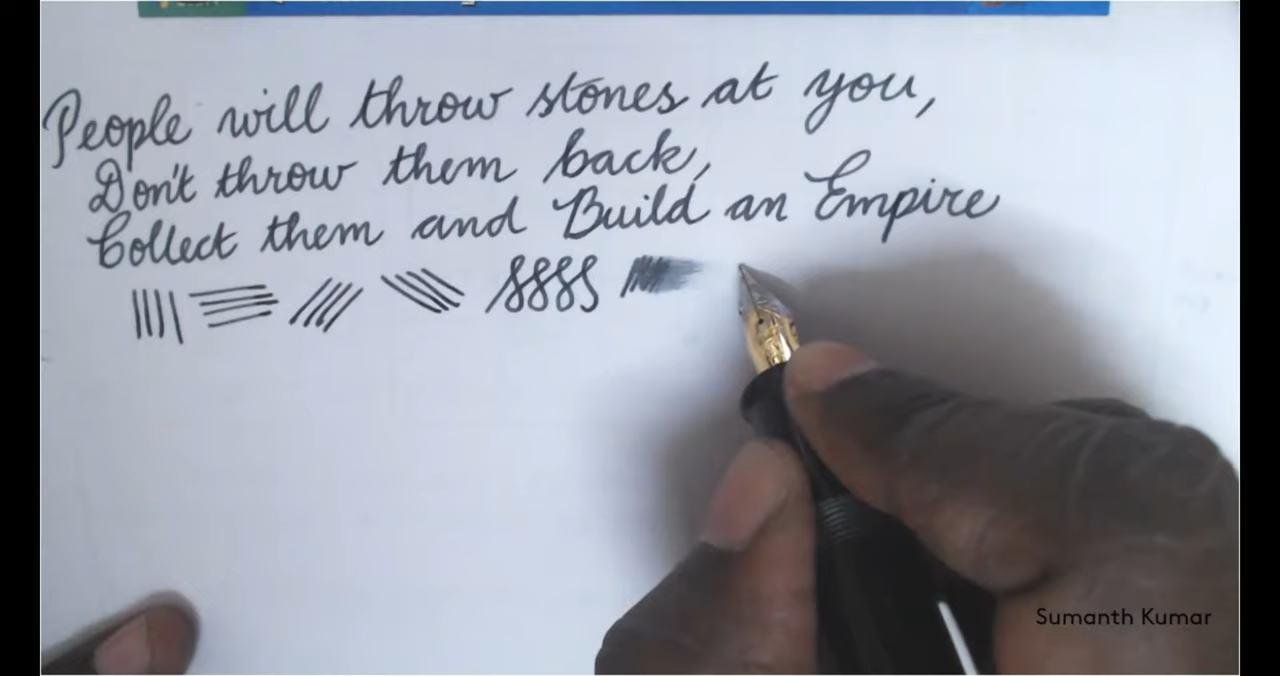 People will throw stones at you,
Don't throw them back,
Collect them and Build an Empire
Sumanth Kumar